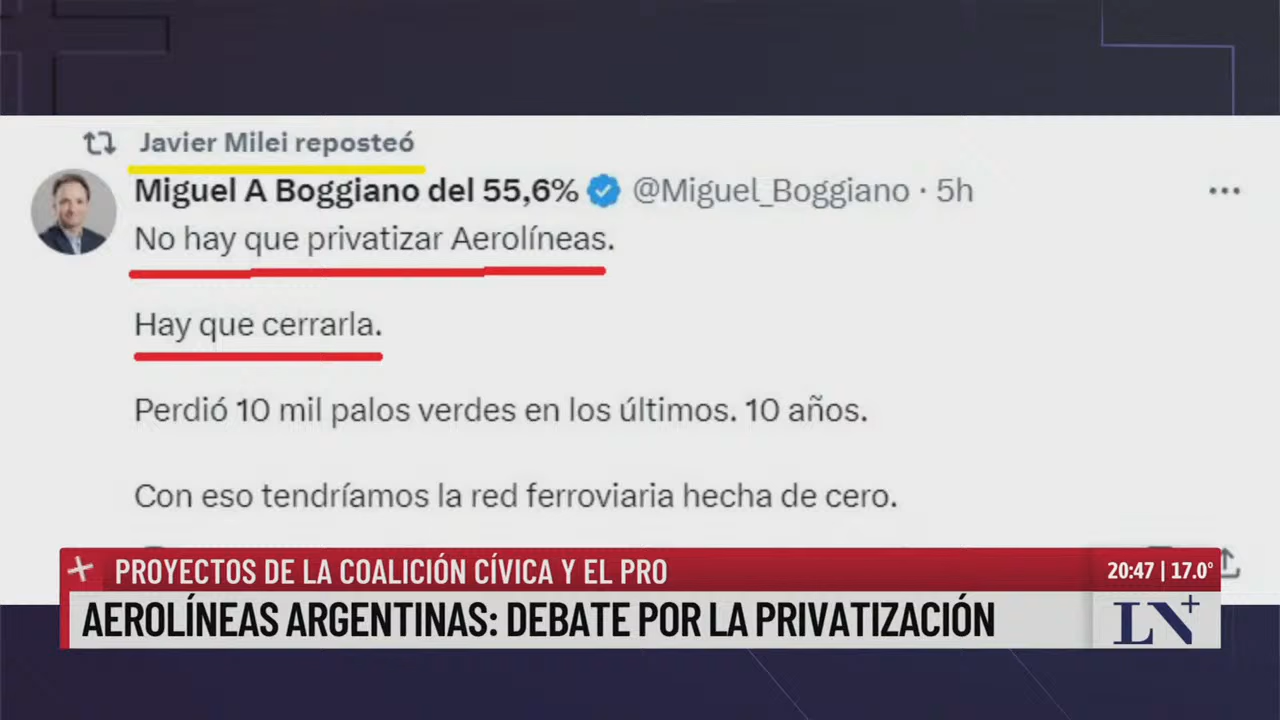 Javier Milei reposteó
Miguel A Boggiano del 55,6% @Miguel_Boggiano · 5h
No hay que privatizar Aerolíneas.
Hay que cerrarla.
Perdió 10 mil palos verdes en los últimos. 10 años.
Con eso tendríamos la red ferroviaria hecha de cero.
PROYECTOS DE LA COALICIÓN CÍVICA Y EL PRO
20:47 | 17.0°
AEROLÍNEAS ARGENTINAS: DEBATE POR LA PRIVATIZACIÓN
LN+